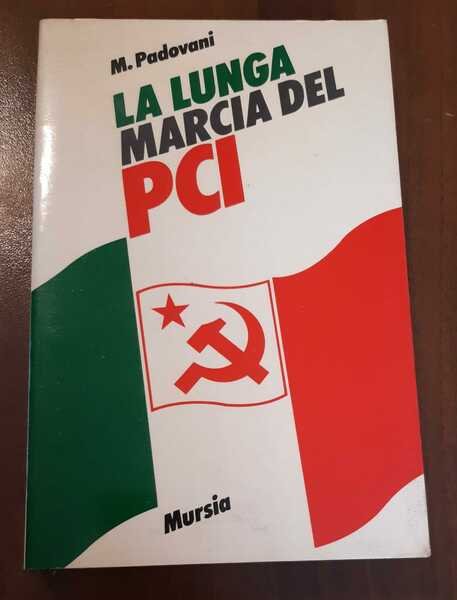 M. Padovani
LA LUNGA
MARCIA DEL
PCI
Mursia